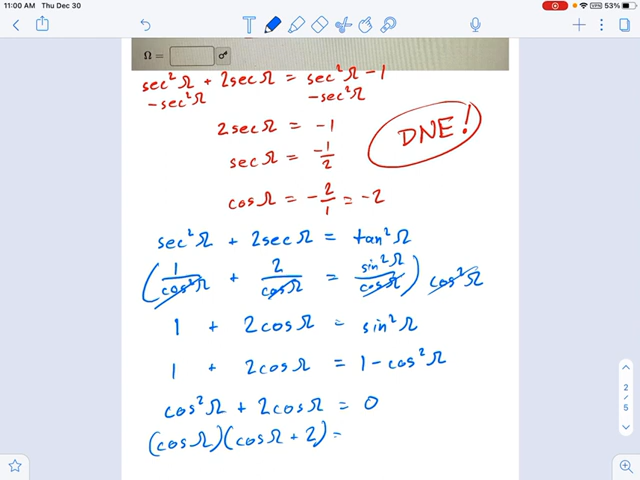 11:00 AM Thu Dec 30
VPN 53%
T
Ω =
sec²Ω + 2secΩ = sec²Ω - 1
-sec²Ω -sec²Ω
2secΩ = -1
DNE!
secΩ = -1/2
cosΩ = -2/1 = -2
sec²Ω + 2secΩ = tan²Ω
(1/cos²Ω + 2/cosΩ = sin²Ω/cos²Ω) cos²Ω
1 + 2cosΩ = sin²Ω
1 + 2cosΩ = 1 - cos²Ω
cos²Ω + 2cosΩ = 0
(cosΩ)(cosΩ + 2) =
2/5